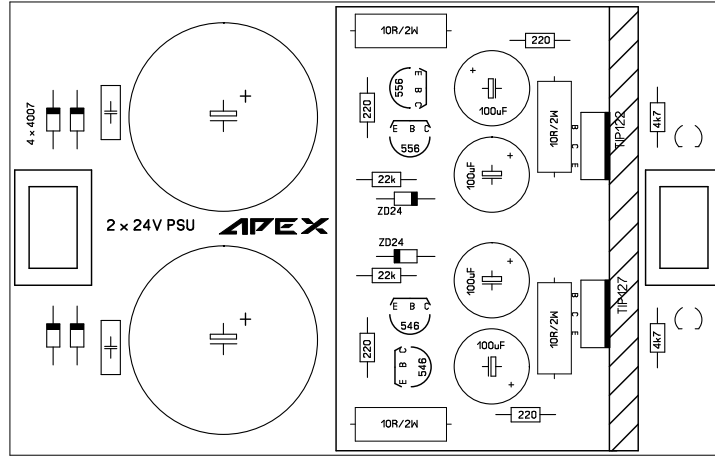 10R/2W
220
E B C
556
220
100uF
10R/2W
B C E
TIP122
4k7
4 x 4007
E B C
556
22k
100uF
ZD24
2 x 24V PSU
APEX
ZD24
22k
100uF
E B C
546
220
B C E
TIP127
10R/2W
4k7
100uF
E B C
546
220
10R/2W